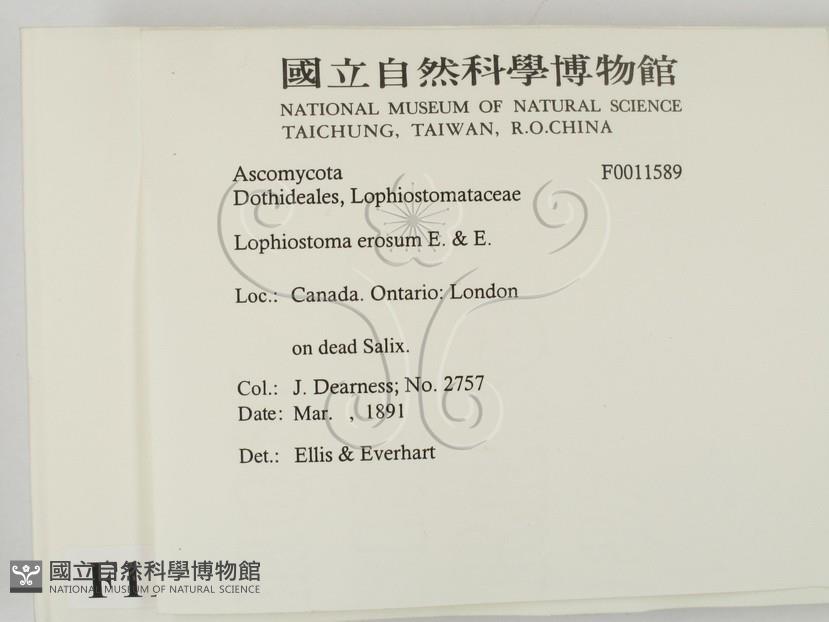 國立自然科學博物館
NATIONAL MUSEUM OF NATURAL SCIENCE
TAICHUNG, TAIWAN, R.O.CHINA
Ascomycota F0011589
Dothideales, Lophiostomataceae
Lophiostoma erosum E. & E.
Loc.: Canada. Ontario: London
on dead Salix.
Col.: J. Dearness; No. 2757
Date: Mar. , 1891
Det.: Ellis & Everhart
國立自然科學博物館
NATIONAL MUSEUM OF NATURAL SCIENCE